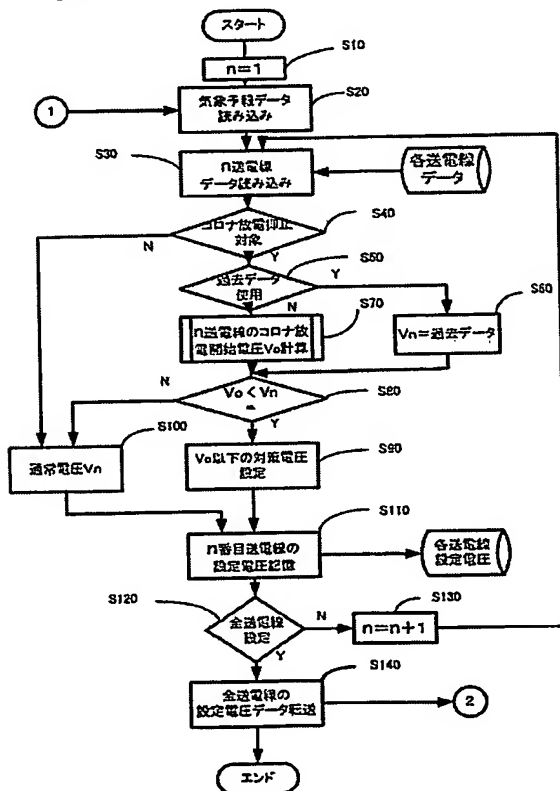 スタート
S10
n=1
気象予報データ
読み込み
S20
1
S30
n送電線
データ読み込み
各送電線
データ
S40
コロナ放電抑止
対象
N
Y
S50
過去データ
使用
Y
N
S60
Vn=過去データ
S70
n送電線のコロナ放
電開始電圧Vo計算
S80
Vo≦Vn
N
Y
S100
通常電圧Vn
S90
Vo以下の対策電圧
設定
S110
n番目送電線の
設定電圧記憶
各送電線
設定電圧
S120
全送電線
設定
N
Y
S130
n=n+1
S140
全送電線の
設定電圧データ転送
2
エンド